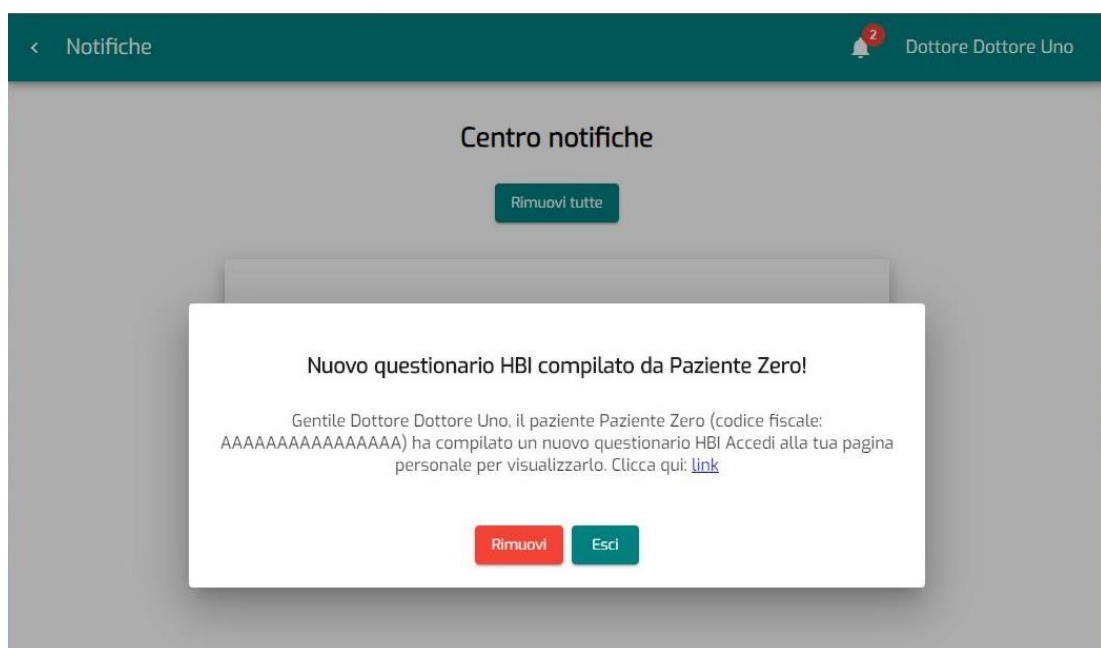 < Notifiche
2
Dottore Dottore Uno
Centro notifiche
Rimuovi tutte
Nuovo questionario HBI compilato da Paziente Zero!
Gentile Dottore Dottore Uno, il paziente Paziente Zero (codice fiscale:
AAAAAAAAAAAAAAAA) ha compilato un nuovo questionario HBI Accedi alla tua pagina
personale per visualizzarlo. Clicca qui: link
Rimuovi
Esci